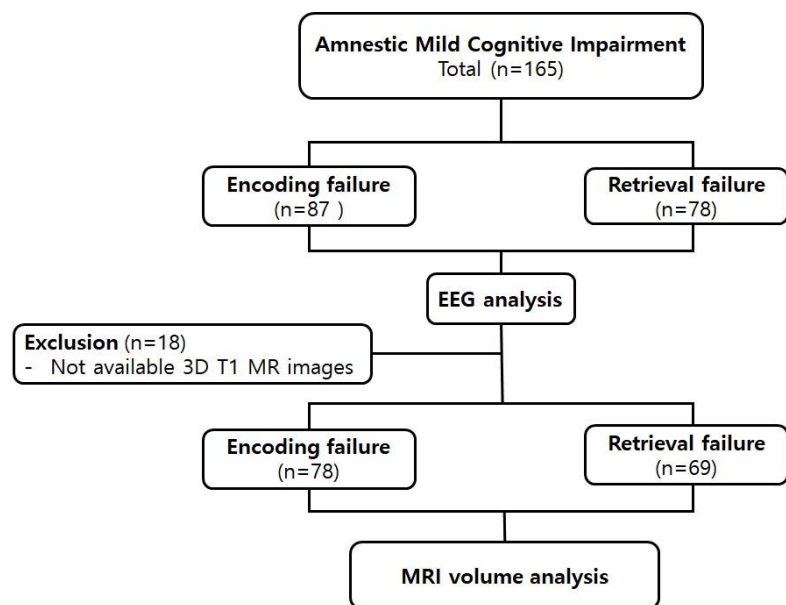 Amnestic Mild Cognitive Impairment
Total (n=165)
Encoding failure
(n=87 )
Retrieval failure
(n=78)
EEG analysis
Exclusion (n=18)
- Not available 3D T1 MR images
Encoding failure
(n=78)
Retrieval failure
(n=69)
MRI volume analysis